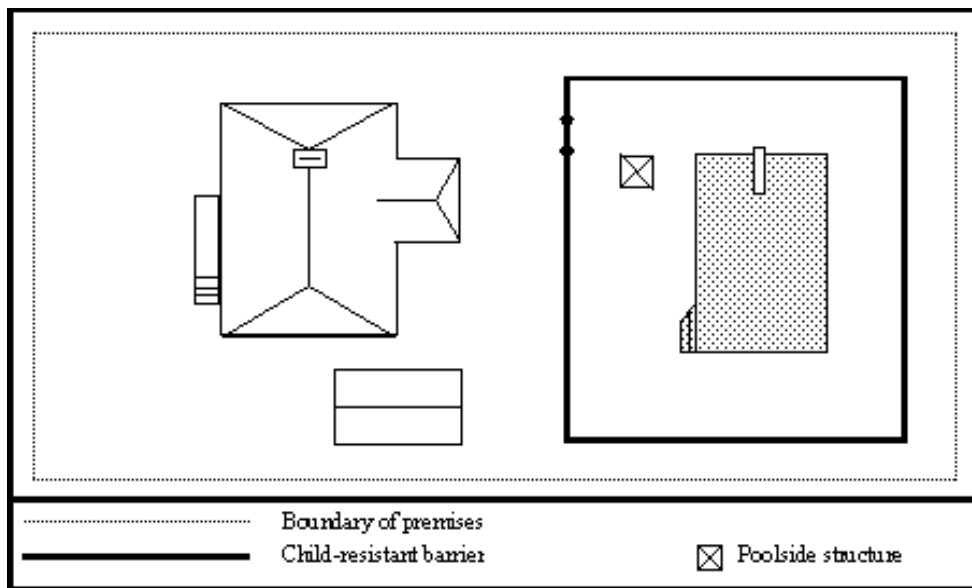 Boundary of premises
Child-resistant barrier
Poolside structure